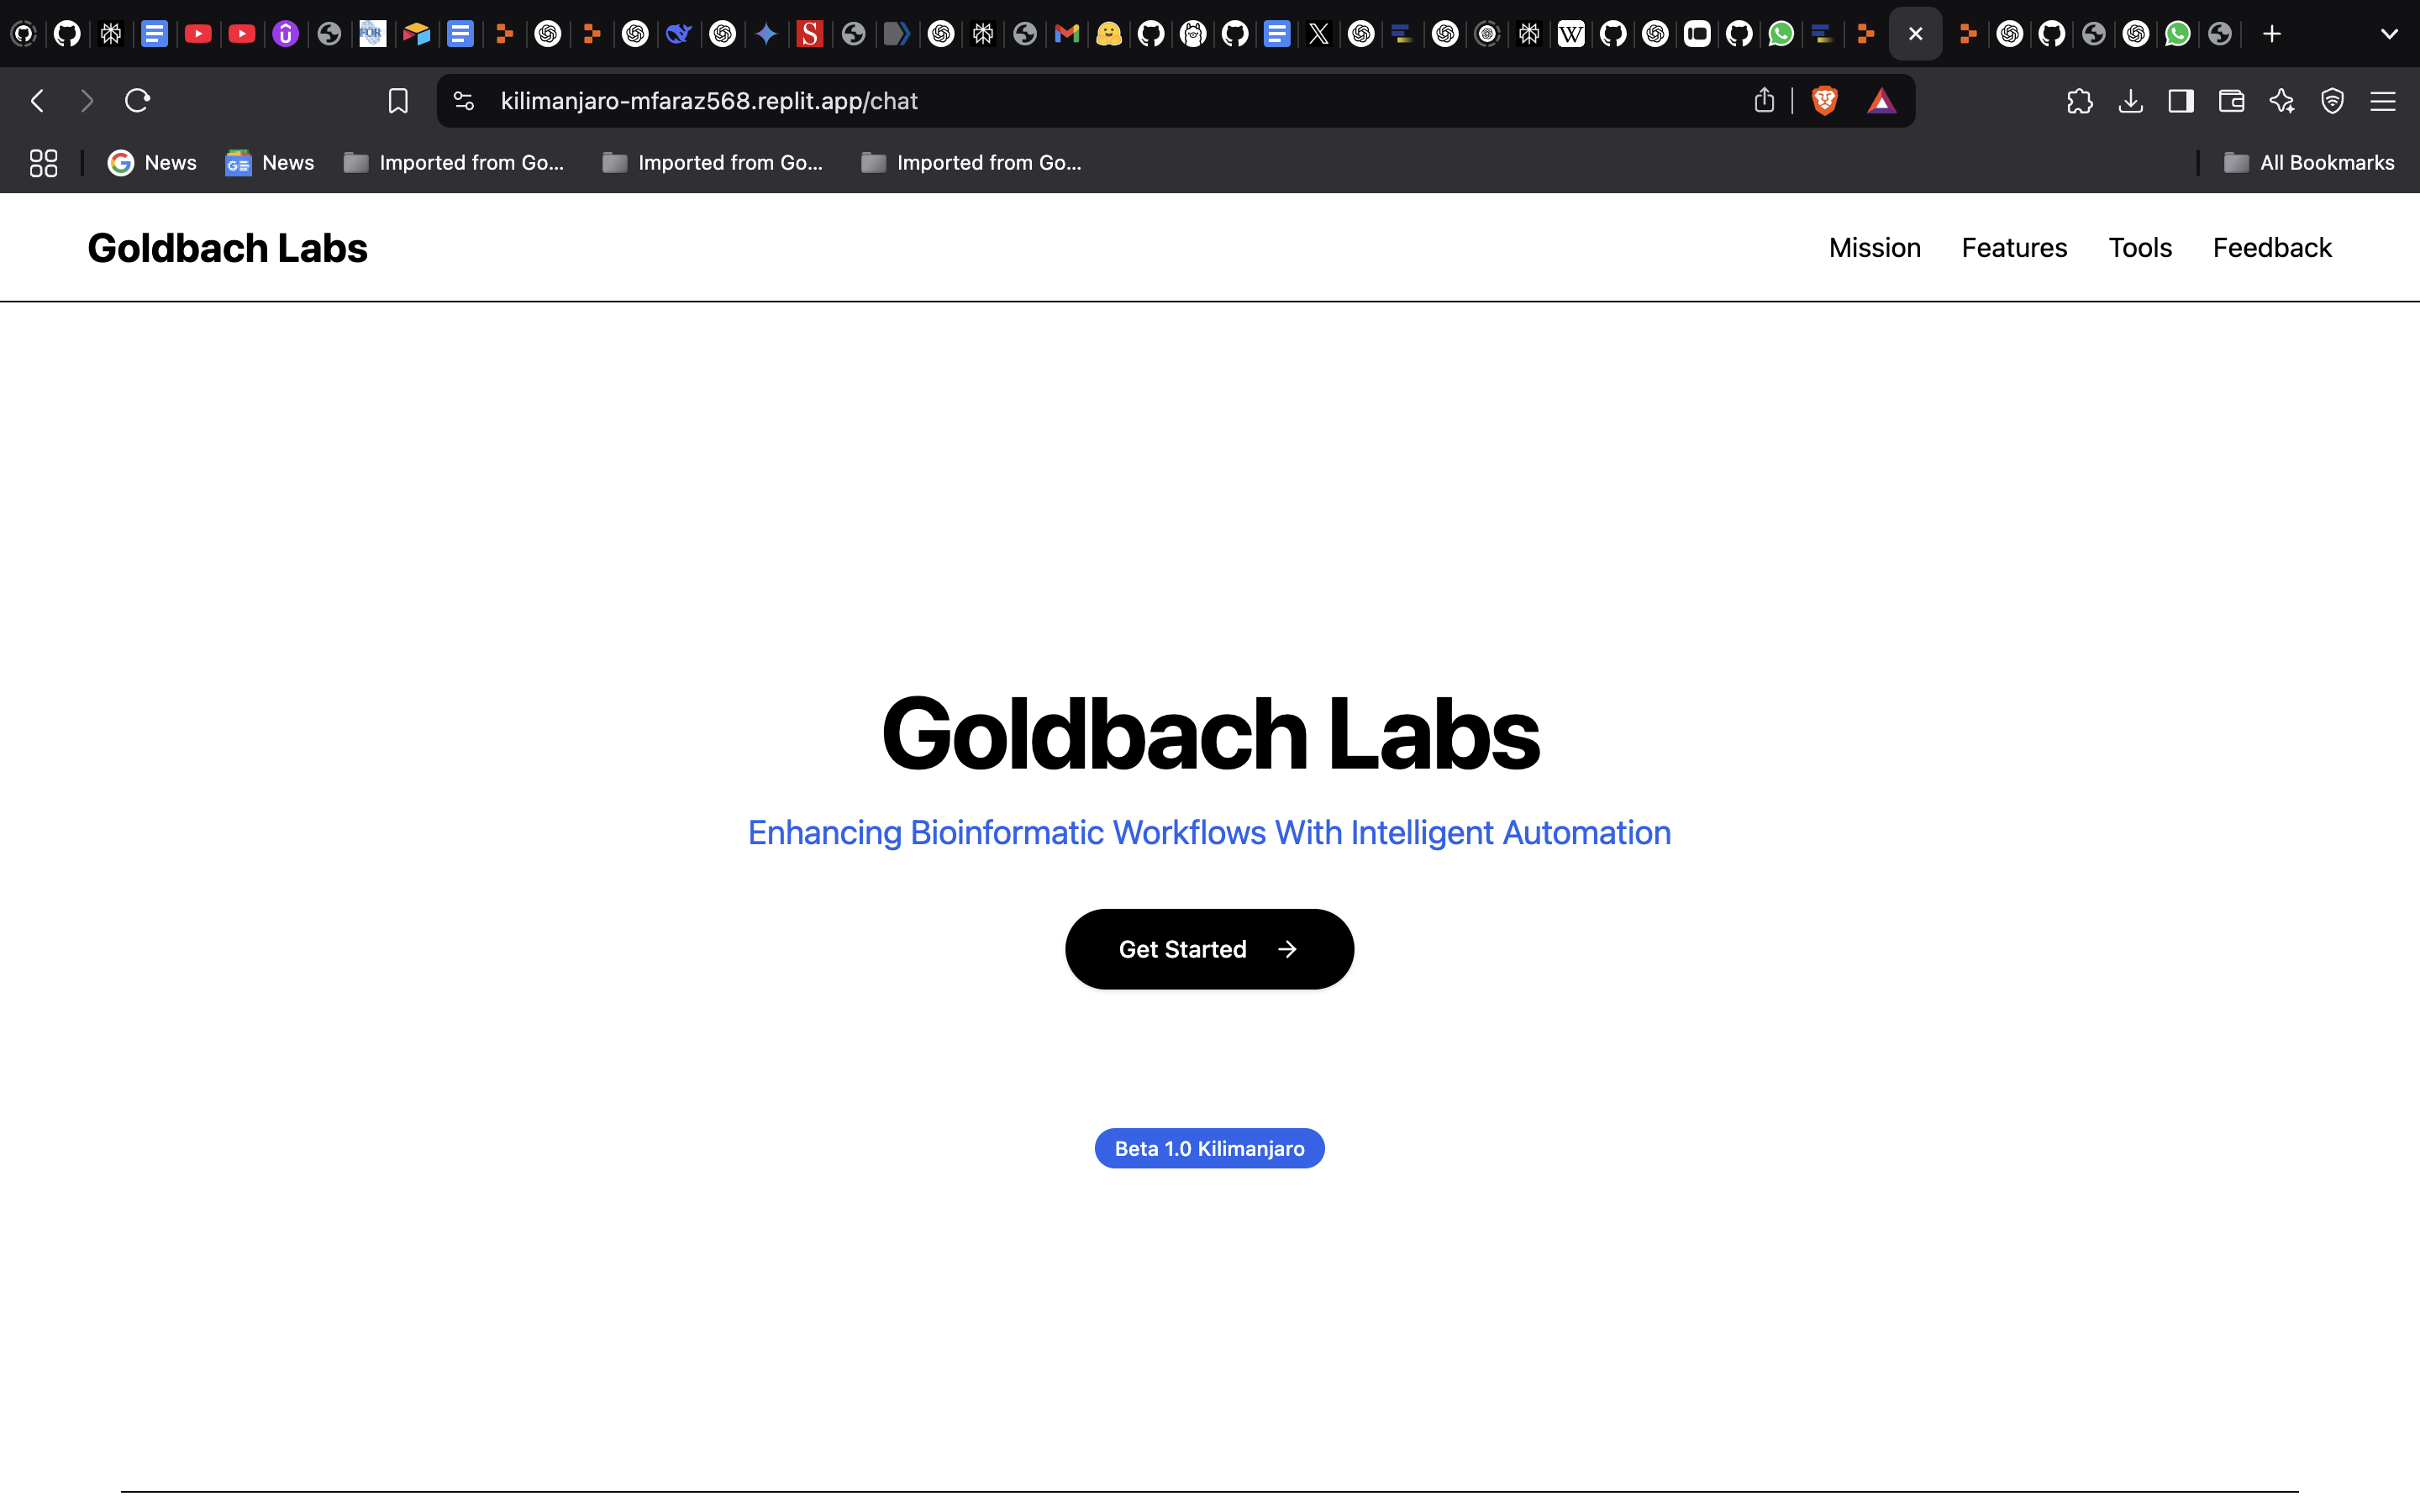 kilimanjaro-mfaraz568.replit.app/chat
News
News
Imported from Go...
Imported from Go...
Imported from Go...
All Bookmarks
Goldbach Labs
Mission
Features
Tools
Feedback
Goldbach Labs
Enhancing Bioinformatic Workflows With Intelligent Automation
Get Started
Beta 1.0 Kilimanjaro